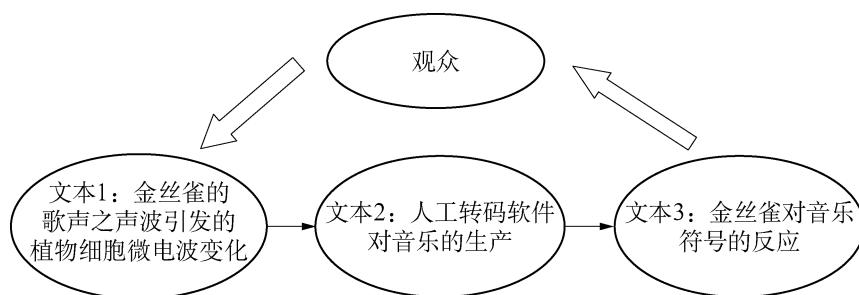 观众
文本1：金丝雀的
歌声之声波引发的
植物细胞微电波变化
文本2：人工转码软件
对音乐的生产
文本3：金丝雀对音乐
符号的反应